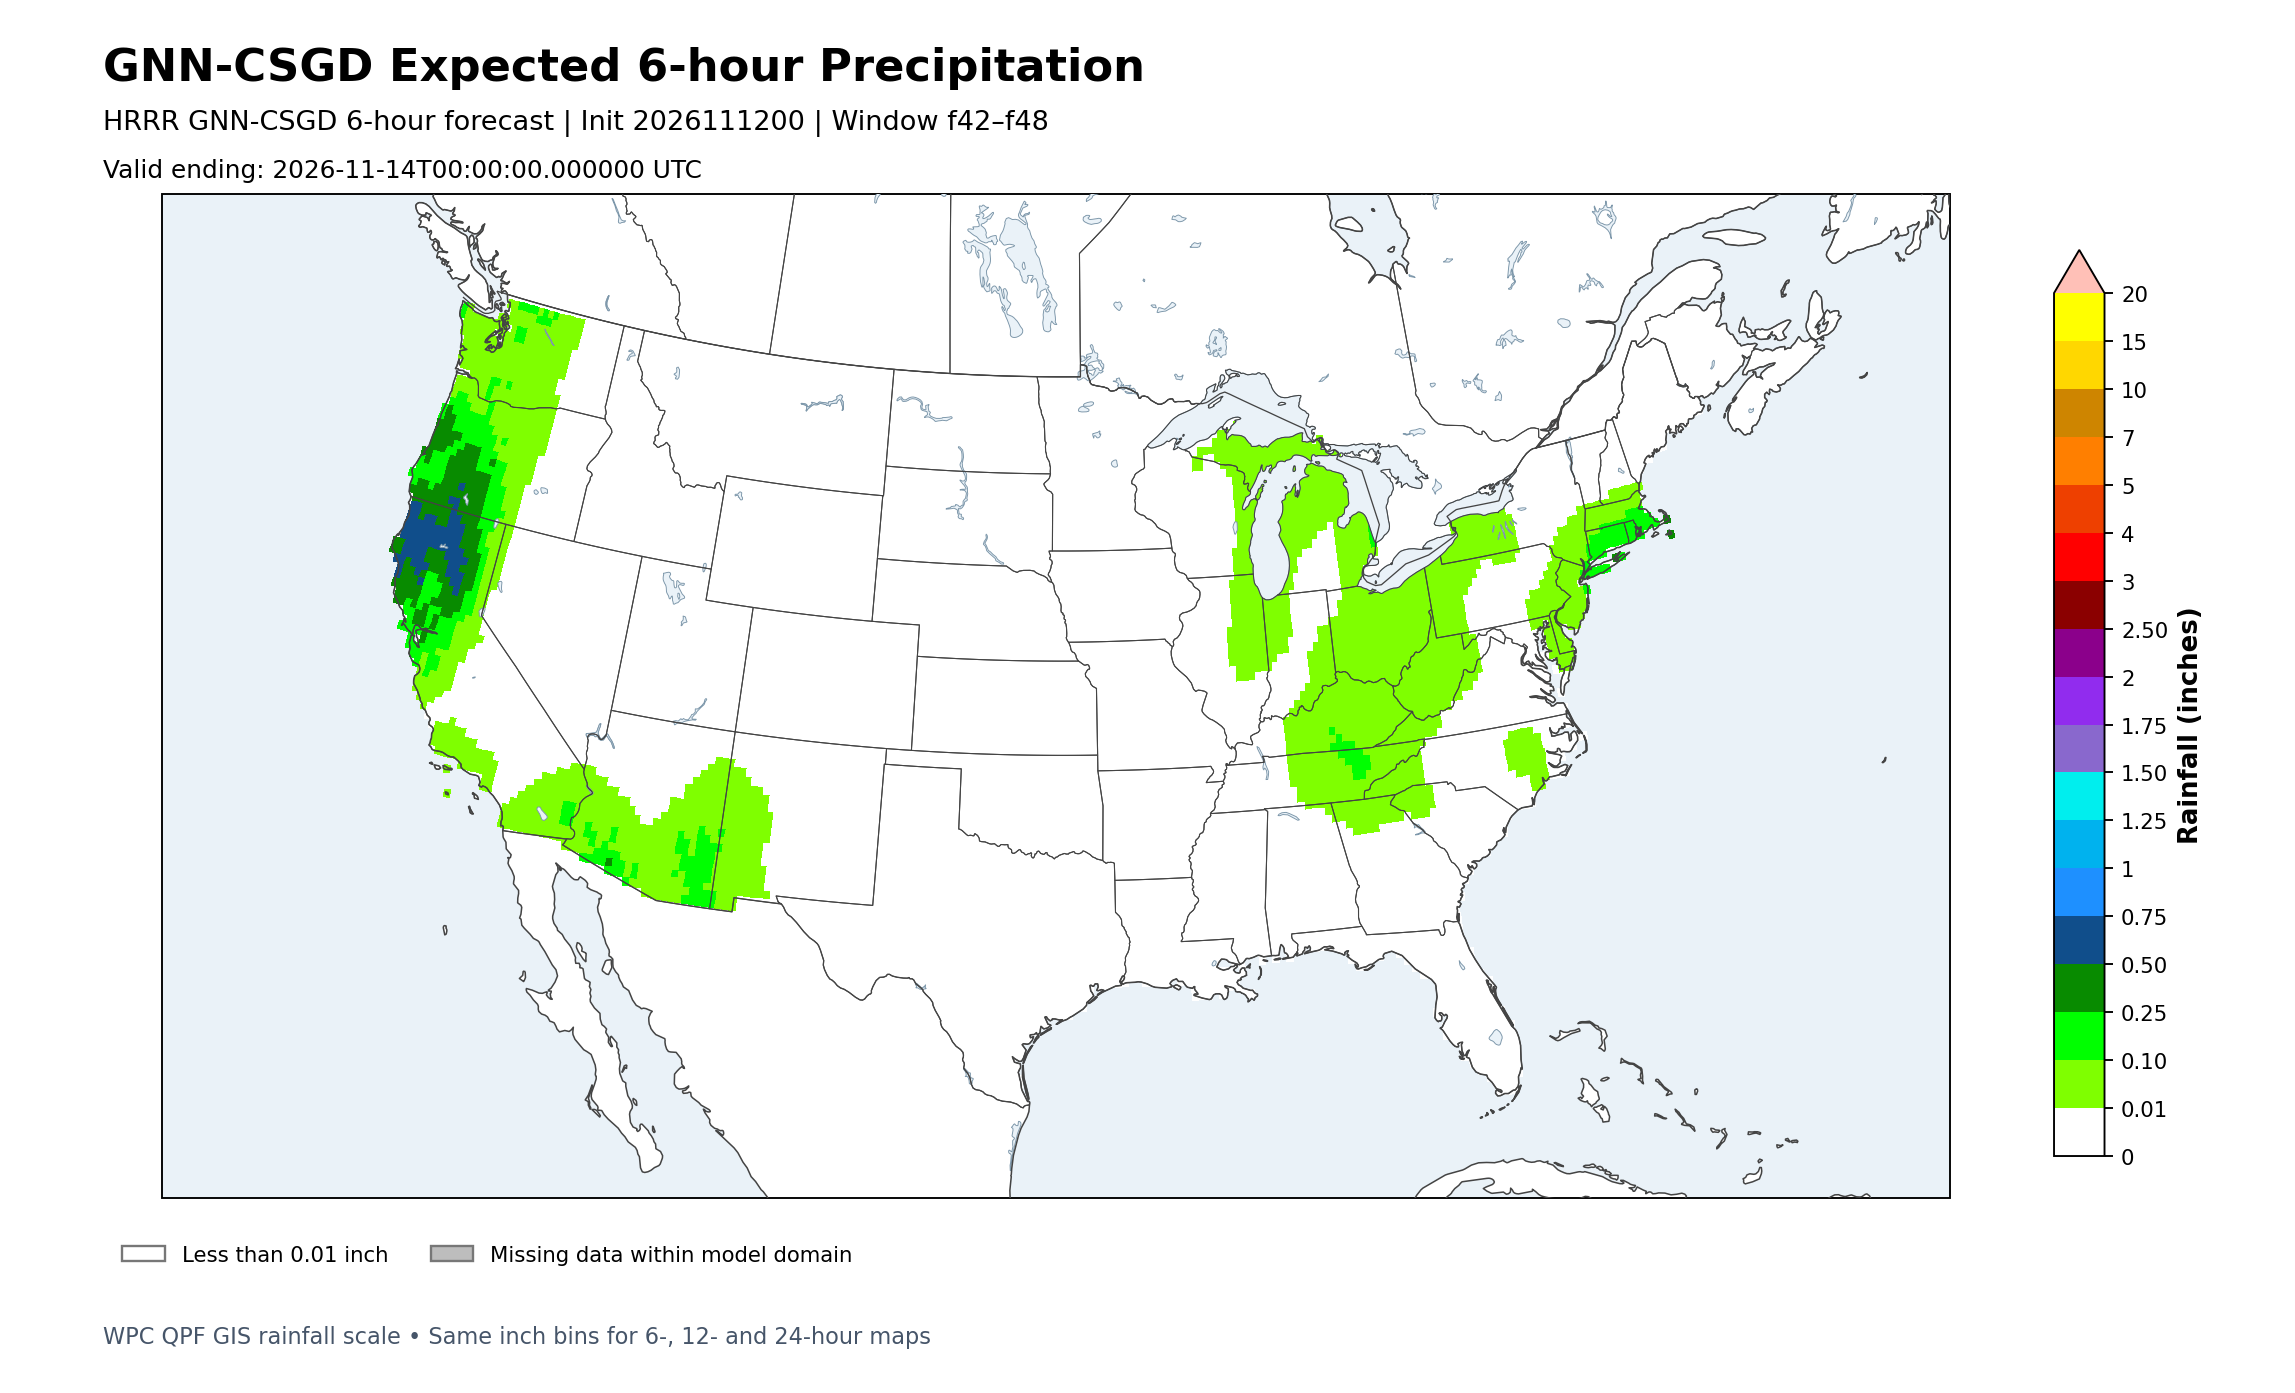 GNN-CSGD Expected 6-hour Precipitation
HRRR GNN-CSGD 6-hour forecast | Init 2026111200 | Window f42–f48
Valid ending: 2026-11-14T00:00:00.000000 UTC
20
15
10
7
5
4
3
2.50
2
1.75
1.50
1.25
1
0.75
0.50
0.25
0.10
0.01
0
Rainfall (inches)
Less than 0.01 inch
Missing data within model domain
WPC QPF GIS rainfall scale • Same inch bins for 6-, 12- and 24-hour maps